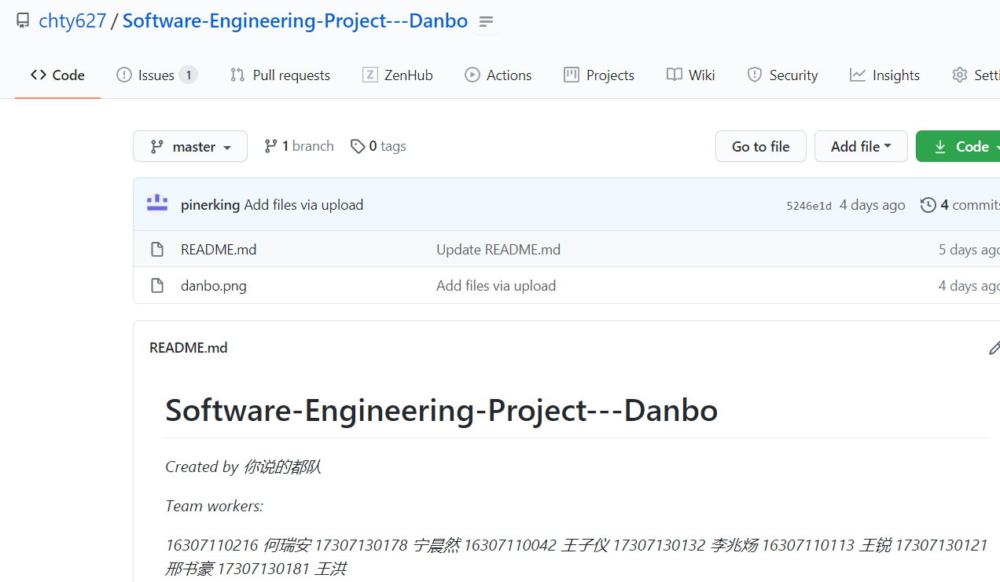 chty627 / Software-Engineering-Project---Danbo
Code Issues 1 Pull requests ZenHub Actions Projects Wiki Security Insights Setti
master 1 branch 0 tags Go to file Add file Code
pinerking Add files via upload 5246e1d 4 days ago 4 commits
README.md Update README.md 5 days ago
danbo.png Add files via upload 4 days ago
README.md
Software-Engineering-Project---Danbo
Created by 你说的都队
Team workers:
16307110216 何瑞安 17307130178 宁晨然 16307110042 王子仪 17307130132 李兆炀 16307110113 王锐 17307130121
邢书豪 17307130181 王洪